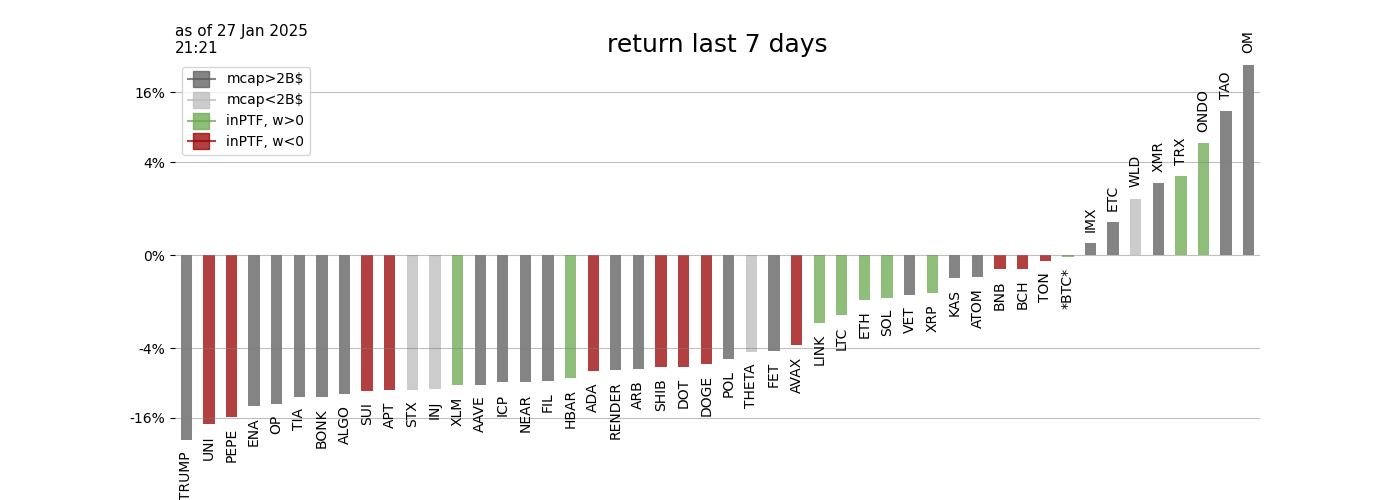 as of 27 Jan 2025
21:21
return last 7 days
mcap>2B$
mcap<2B$
inPTF, w>0
inPTF, w<0
16%
4%
0%
-4%
-16%
TRUMP
UNI
PEPE
ENA
OP
TIA
BONK
ALGO
SUI
APT
STX
INJ
XLM
AAVE
ICP
NEAR
FIL
HBAR
ADA
RENDER
ARB
SHIB
DOT
DOGE
POL
THETA
FET
AVAX
LINK
LTC
ETH
SOL
VET
XRP
KAS
ATOM
BNB
BCH
TON
*BTC*
IMX
ETC
WLD
XMR
TRX
ONDO
TAO
OM